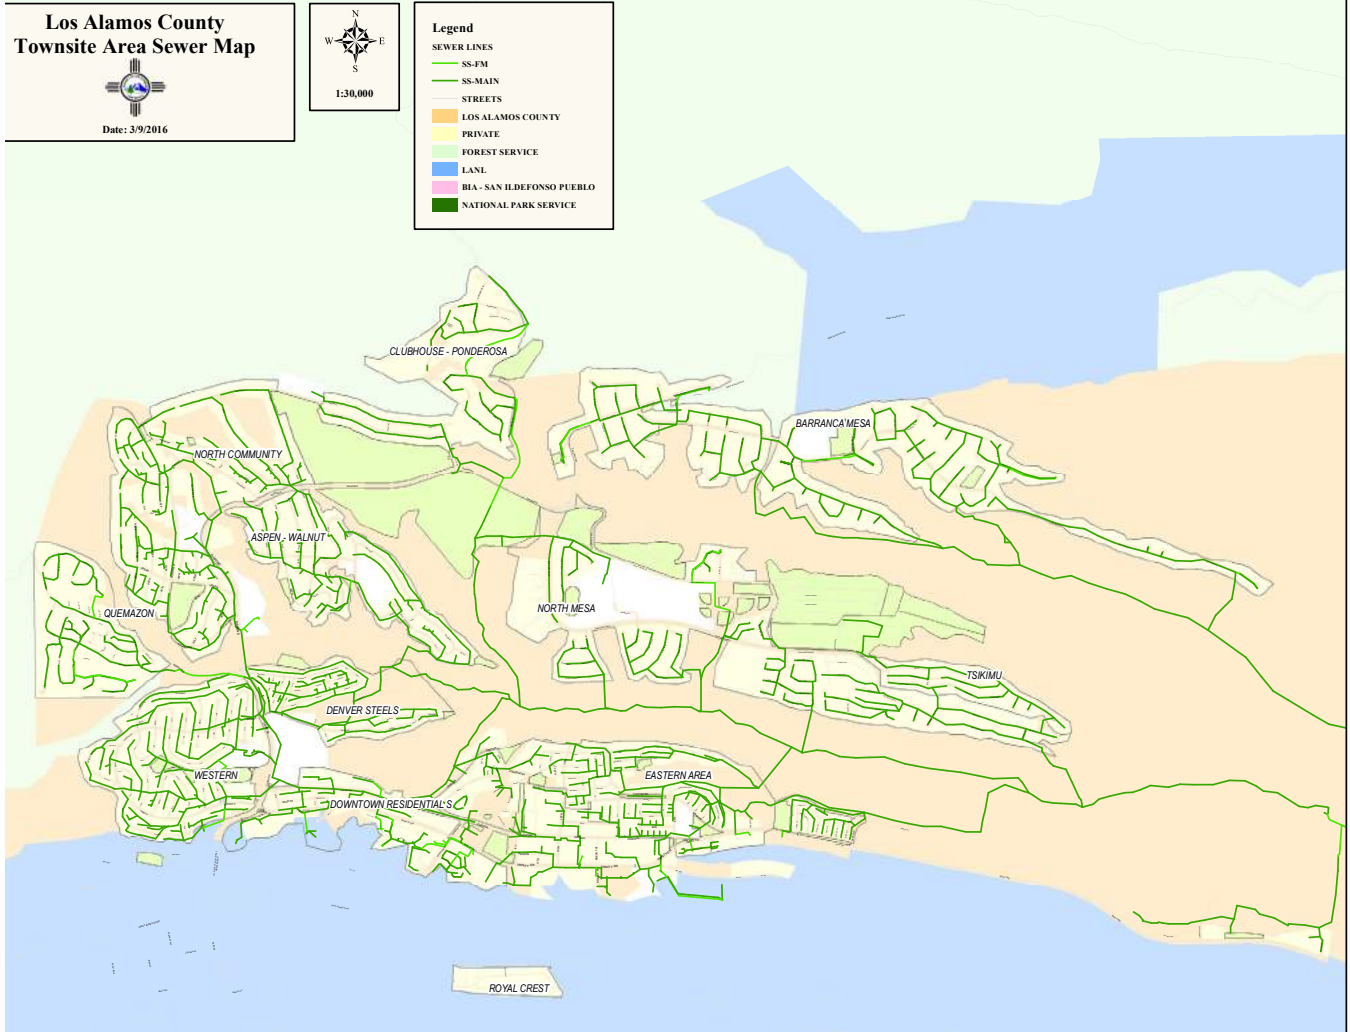 Los Alamos County
Townsite Area Sewer Map
Date: 3/9/2016
N
W E
S
1:30,000
Legend
SEWER LINES
SS-FM
SS-MAIN
STREETS
LOS ALAMOS COUNTY
PRIVATE
FOREST SERVICE
LANL
BIA - SAN ILDEFONSO PUEBLO
NATIONAL PARK SERVICE
CLUBHOUSE - PONDEROSA
BARRANCA MESA
NORTH COMMUNITY
ASPEN - WALNUT
QUEMAZON
NORTH MESA
TSIKIMU
DENVER STEELS
WESTERN
EASTERN AREA
DOWNTOWN RESIDENTIAL'S
ROYAL CREST